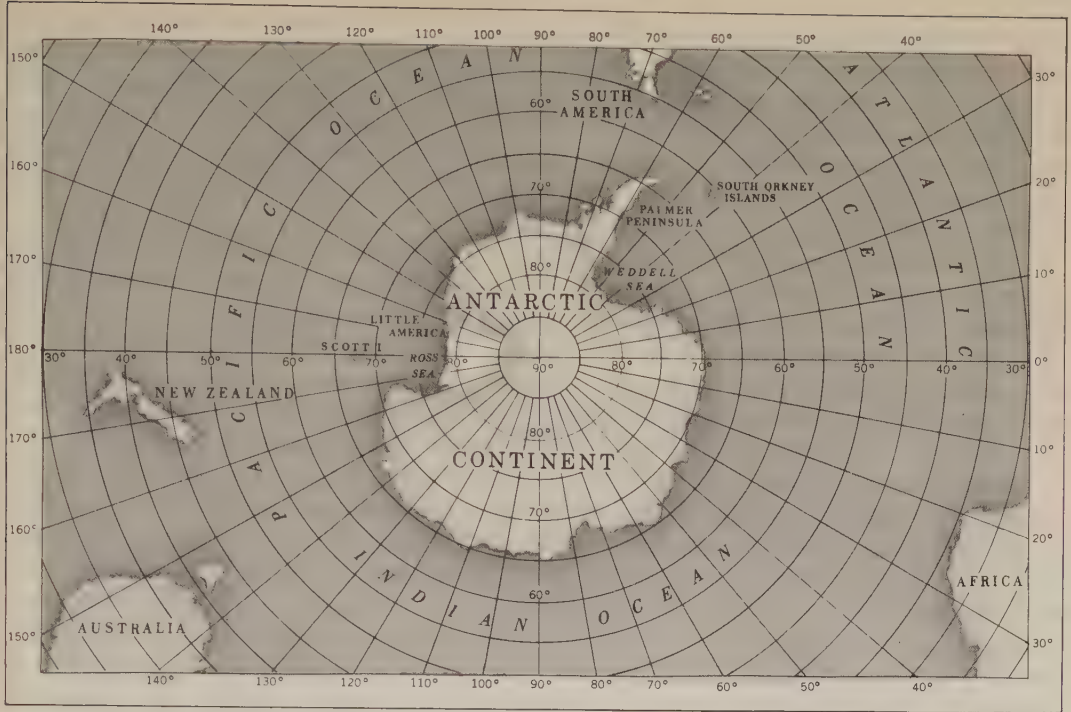 140° 130° 120° 110° 100° 90° 80° 70° 60° 50° 40°
150°
160°
170°
180°
170°
160°
150°
30°
20°
10°
0°
10°
20°
30°
140° 130° 120° 110° 100° 90° 80° 70° 60° 50° 40°
PACIFIC OCEAN
ATLANTIC
OCEAN
INDIAN OCEAN
SOUTH
AMERICA
60°
70°
80°
SOUTH ORKNEY
ISLANDS
PALMER
PENINSULA
WEDDELL
SEA
ANTARCTIC
LITTLE
AMERICA
SCOTT I
ROSS
SEA
30° 40° 50° 60° 80° 90° 80° 70° 60° 50° 40° 30°
NEW ZEALAND
80°
CONTINENT
70°
60°
AFRICA
AUSTRALIA